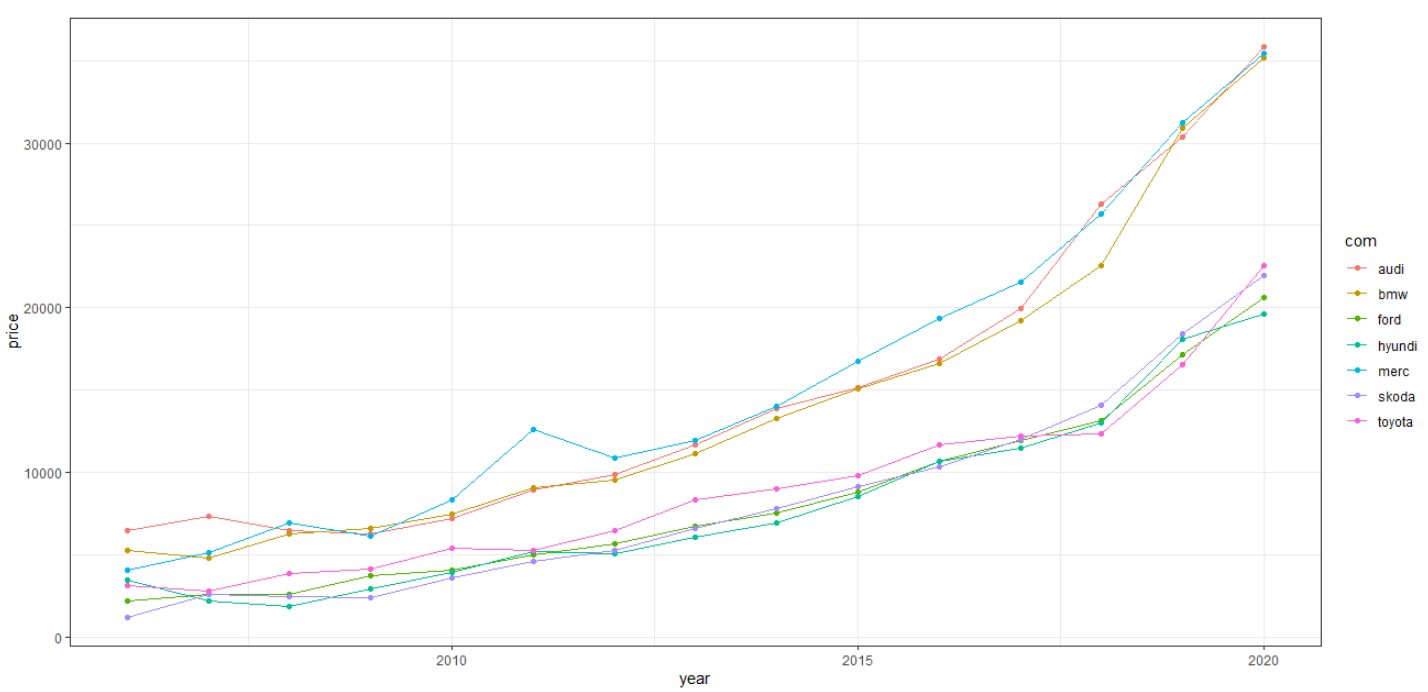 price
30000
20000
10000
0
2010
2015
2020
year
com
audi
bmw
ford
hyundi
merc
skoda
toyota